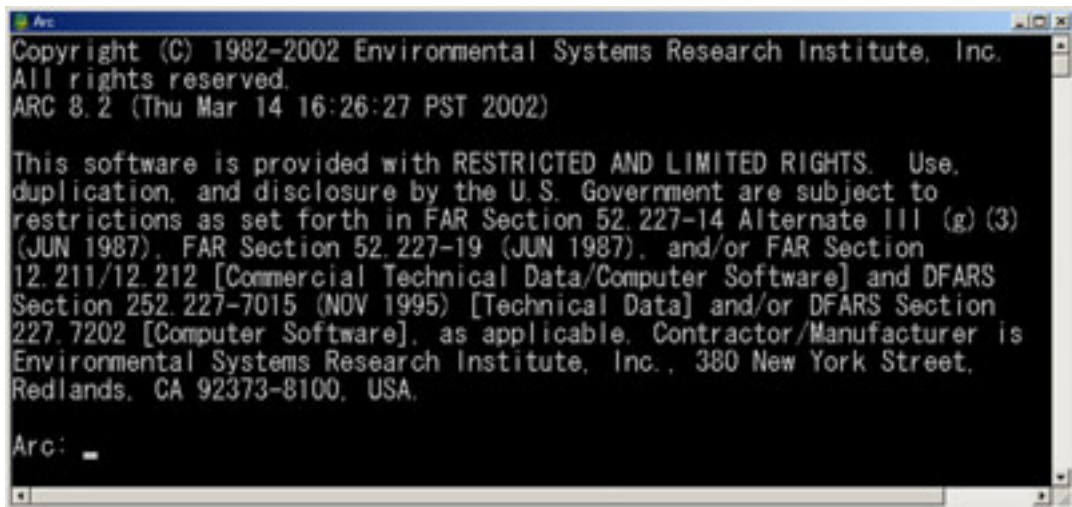 Arc
Copyright (C) 1982-2002 Environmental Systems Research Institute, Inc.
All rights reserved.
ARC 8.2 (Thu Mar 14 16:26:27 PST 2002)
This software is provided with RESTRICTED AND LIMITED RIGHTS.  Use,
duplication, and disclosure by the U.S. Government are subject to
restrictions as set forth in FAR Section 52.227-14 Alternate III (g)(3)
(JUN 1987), FAR Section 52.227-19 (JUN 1987), and/or FAR Section
12.211/12.212 [Commercial Technical Data/Computer Software] and DFARS
Section 252.227-7015 (NOV 1995) [Technical Data] and/or DFARS Section
227.7202 [Computer Software], as applicable. Contractor/Manufacturer is
Environmental Systems Research Institute, Inc., 380 New York Street,
Redlands, CA 92373-8100, USA.
Arc: _